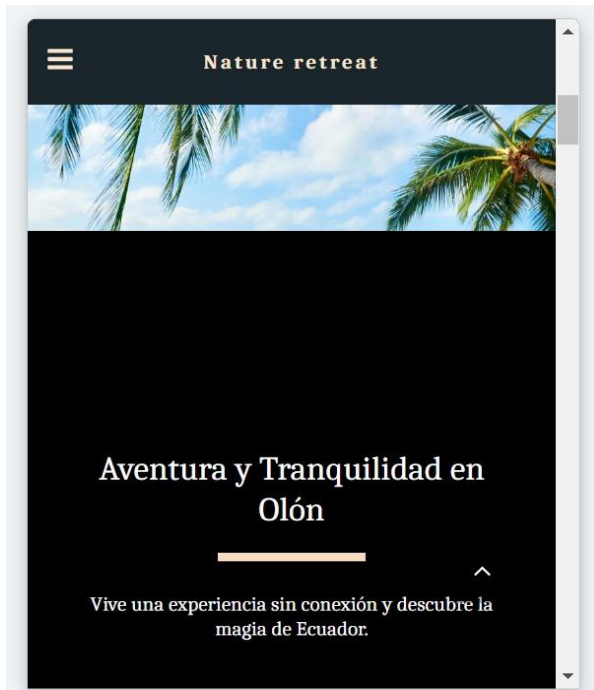 Nature retreat
Aventura y Tranquilidad en
Olón
Vive una experiencia sin conexión y descubre la
magia de Ecuador.